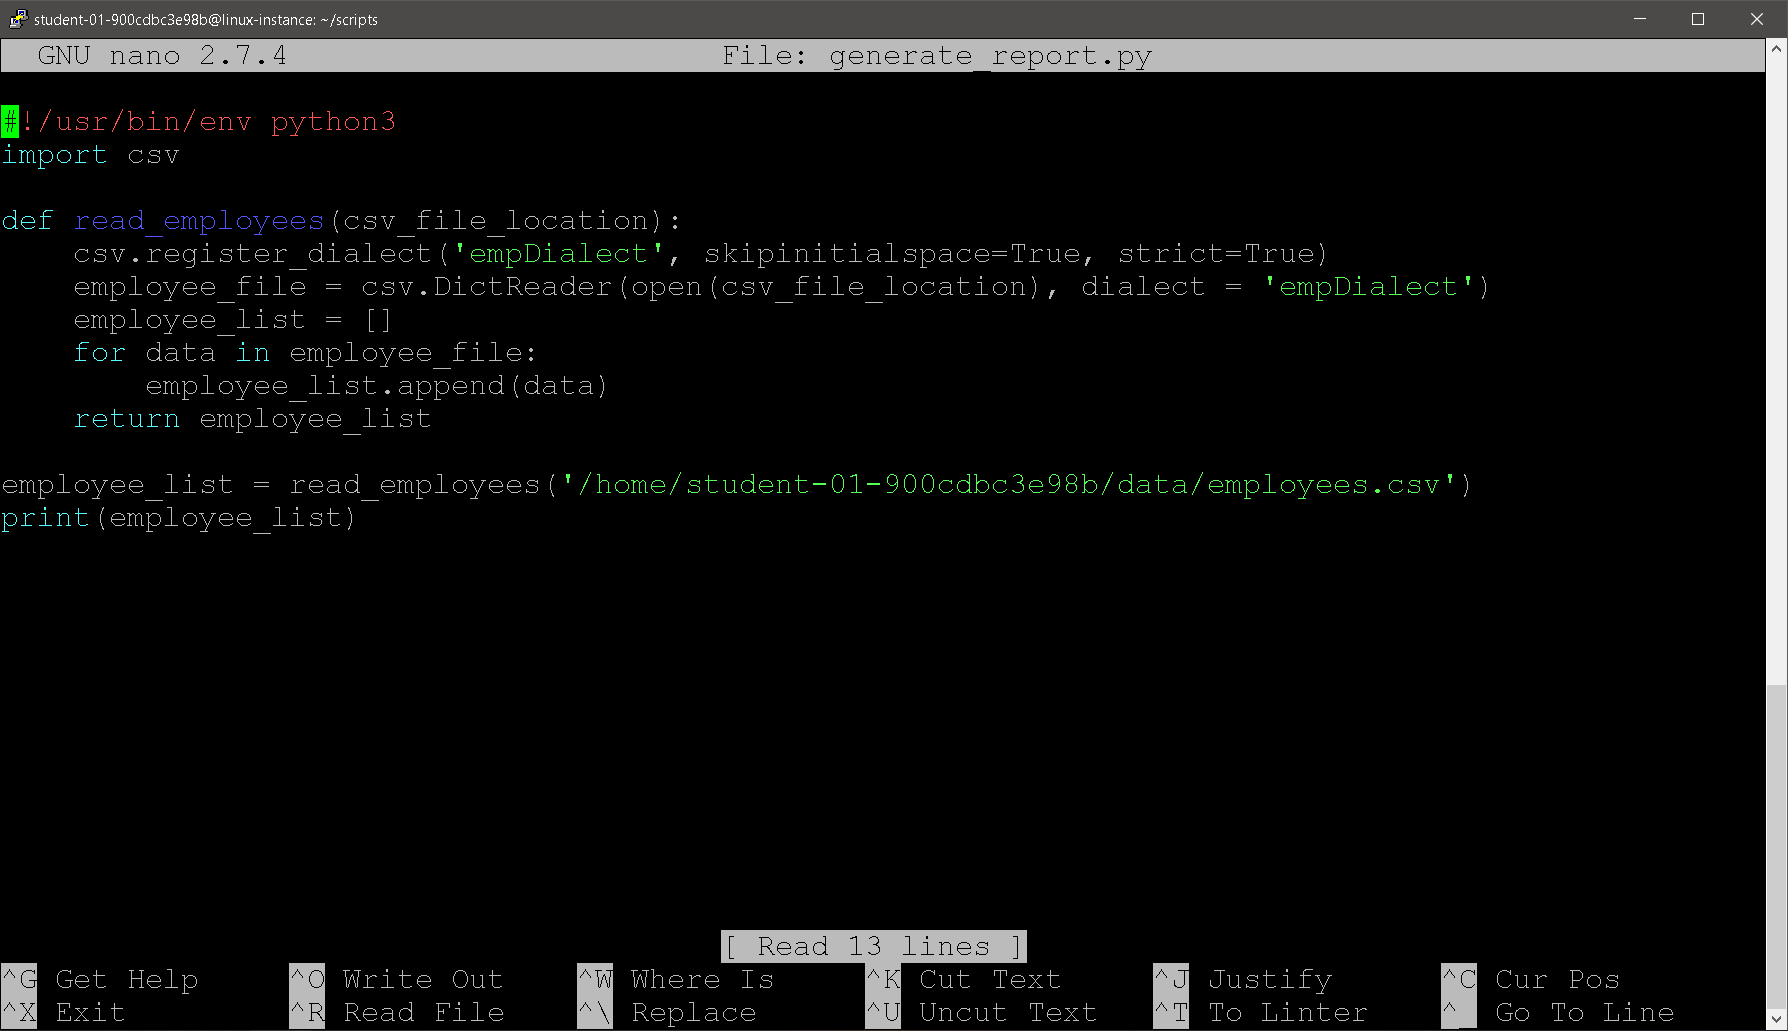 student-01-900cdbc3e98b@linux-instance: ~/scripts
GNU nano 2.7.4 File: generate_report.py
#!/usr/bin/env python3
import csv
def read_employees(csv_file_location):
    csv.register_dialect('empDialect', skipinitialspace=True, strict=True)
    employee_file = csv.DictReader(open(csv_file_location), dialect = 'empDialect')
    employee_list = []
    for data in employee_file:
        employee_list.append(data)
    return employee_list
employee_list = read_employees('/home/student-01-900cdbc3e98b/data/employees.csv')
print(employee_list)
[ Read 13 lines ]
^G Get Help ^O Write Out ^W Where Is ^K Cut Text ^J Justify ^C Cur Pos
^X Exit ^R Read File ^\ Replace ^U Uncut Text ^T To Linter ^_ Go To Line